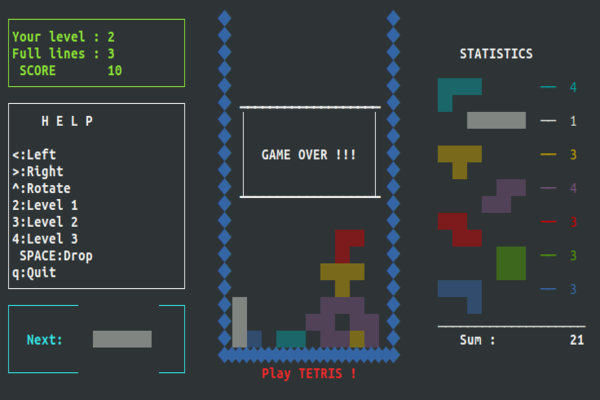 Your level : 2
Full lines : 3
SCORE 10
H E L P
<:Left
>:Right
^:Rotate
2:Level 1
3:Level 2
4:Level 3
SPACE:Drop
q:Quit
Next:
GAME OVER !!!
Play TETRIS !
STATISTICS
— 4
— 1
— 3
— 4
— 3
— 3
— 3
Sum : 21